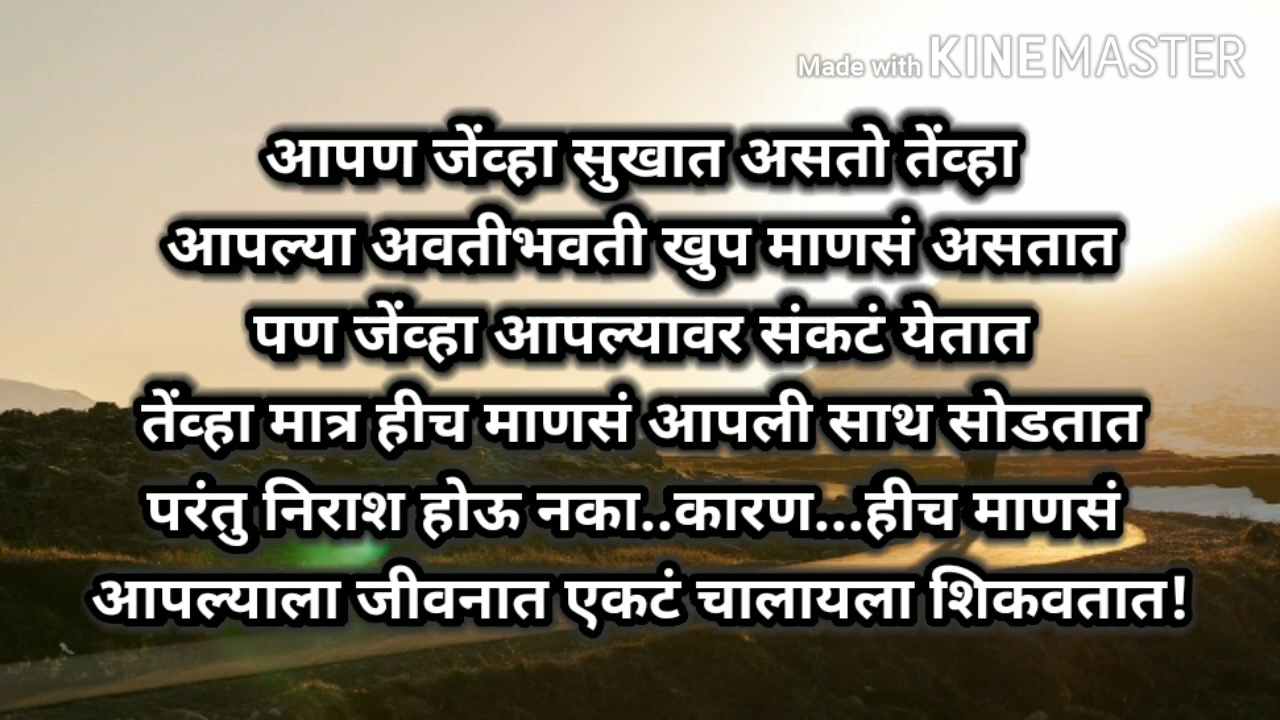 Made with KINEMASTER
आपण जेंव्हा सुखात असतो तेंव्हा
आपल्या अवतीभवती खुप माणसं असतात
पण जेंव्हा आपल्यावर संकटं येतात
तेंव्हा मात्र हीच माणसं आपली साथ सोडतात
परंतु निराश होऊ नका..कारण...हीच माणसं
आपल्याला जीवनात एकटं चालायला शिकवतात!